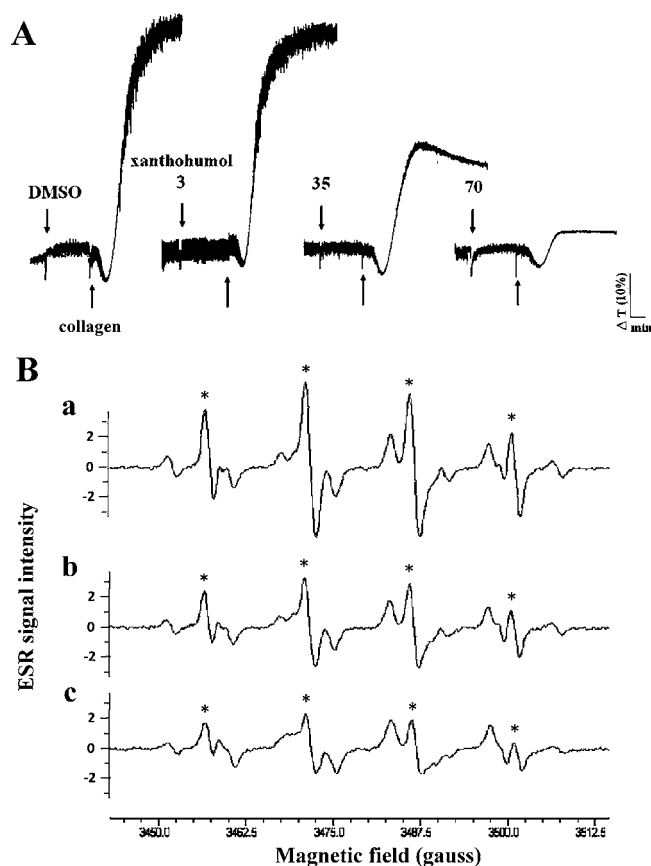 A
xanthohumol
DMSO 3 35 70
collagen
Δ T (10%)
min
B
a
* * * *
2
0
-2
b
* * * *
2
0
-2
c
* * * *
2
0
-2
ESR signal intensity
3450.0 3462.5 3475.0 3487.5 3500.0 3512.5
Magnetic field (gauss)